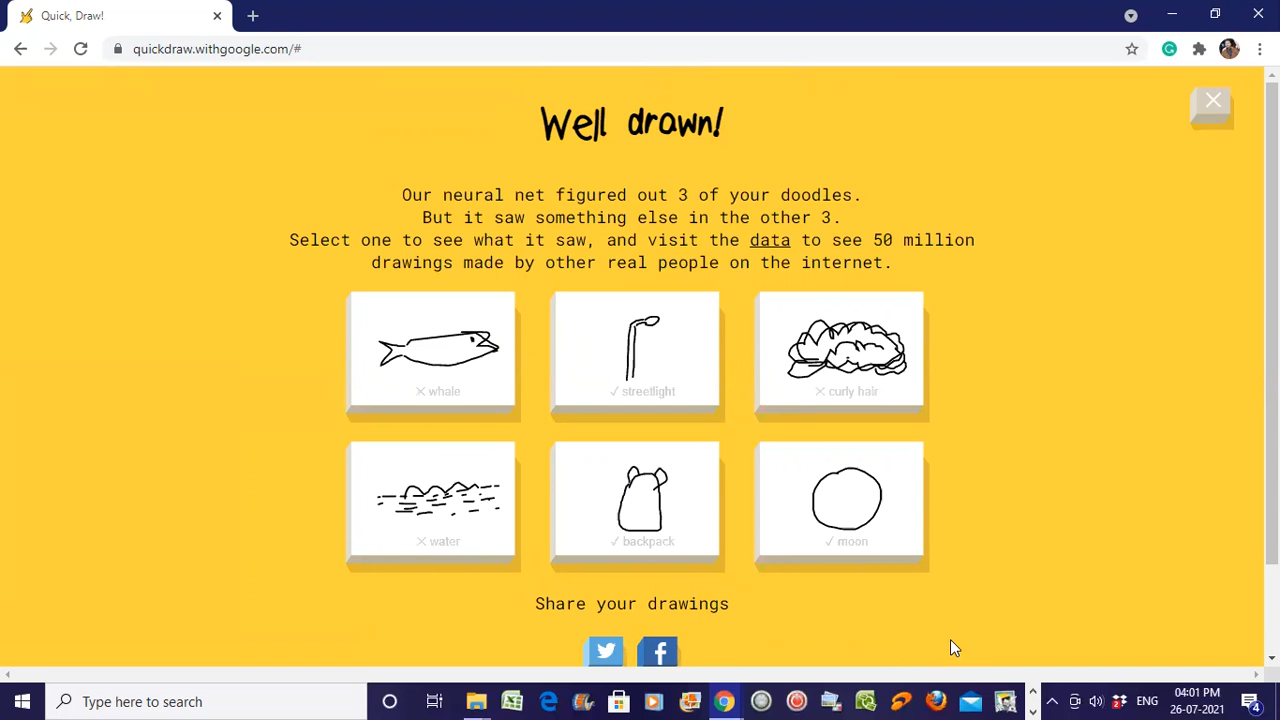 Quick, Draw!
quickdraw.withgoogle.com/#
Well drawn!
Our neural net figured out 3 of your doodles.
But it saw something else in the other 3.
Select one to see what it saw, and visit the data to see 50 million
drawings made by other real people on the internet.
✕ whale
✓ streetlight
✕ curly hair
✕ water
✓ backpack
✓ moon
Share your drawings
Type here to search
ENG
04:01 PM
26-07-2021
4